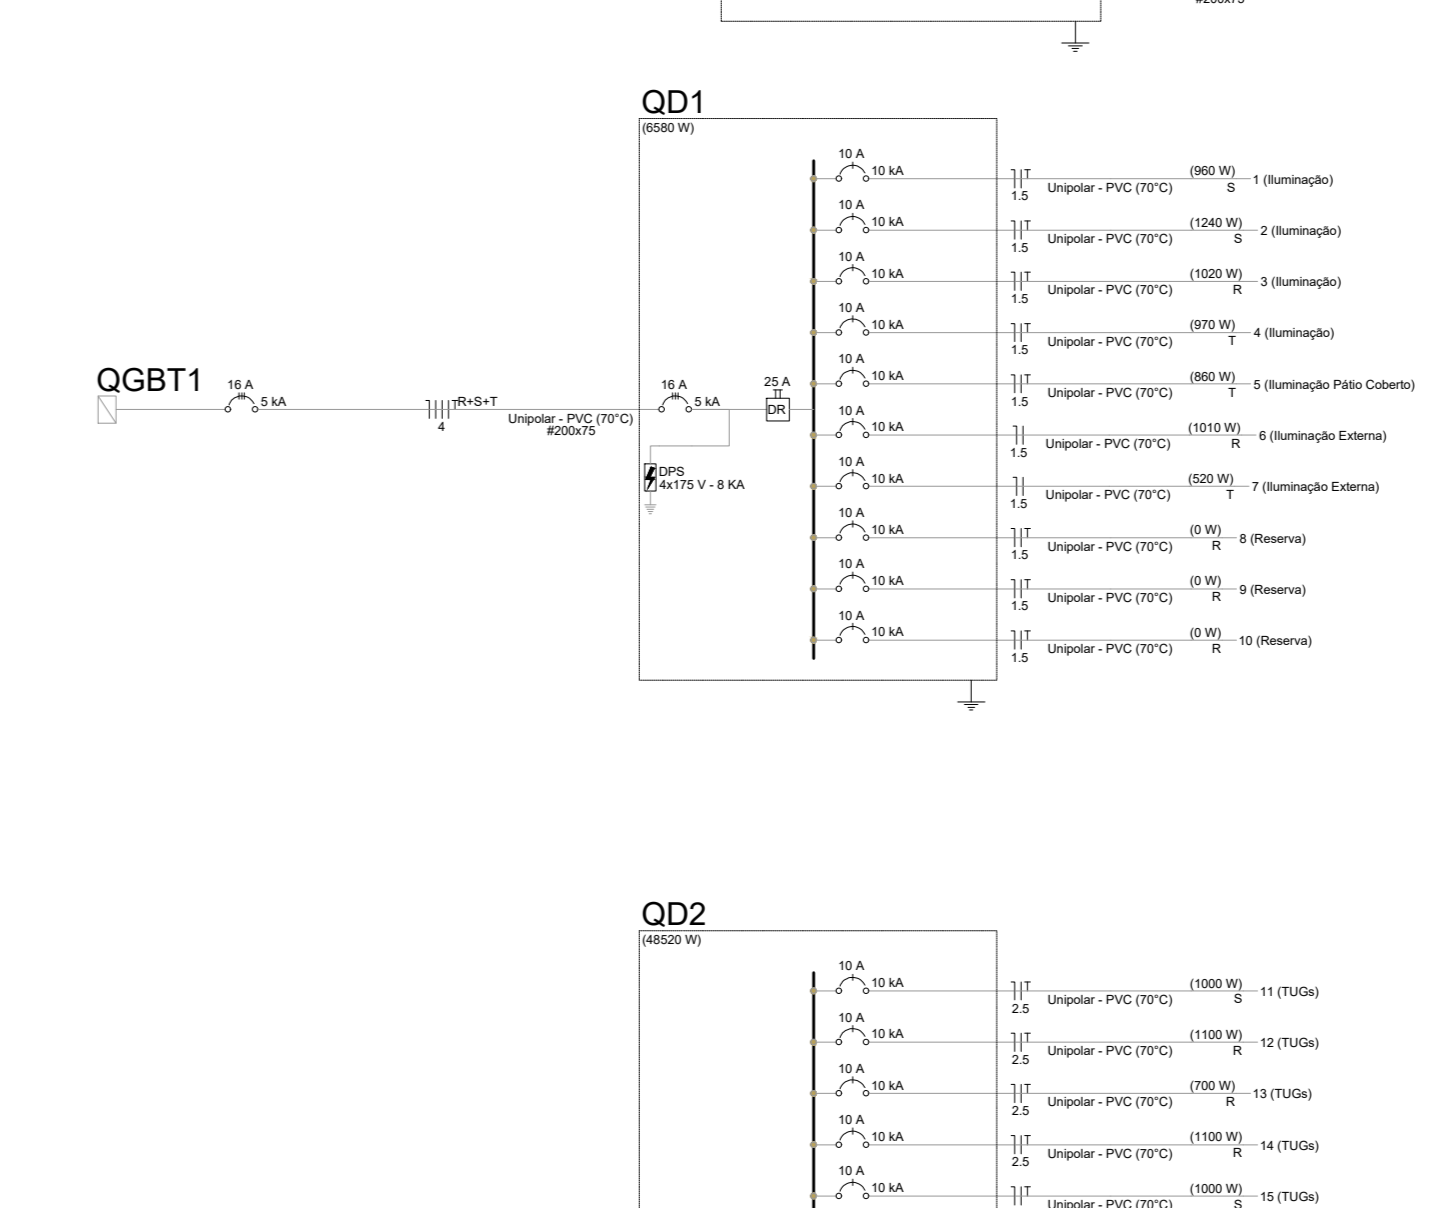 #200x75
QD1
(6580 W)
10 A
10 kA
1.5
Unipolar - PVC (70°C)
(960 W)
S
1 (Iluminação)
10 A
10 kA
1.5
Unipolar - PVC (70°C)
(1240 W)
S
2 (Iluminação)
10 A
10 kA
1.5
Unipolar - PVC (70°C)
(1020 W)
R
3 (Iluminação)
10 A
10 kA
1.5
Unipolar - PVC (70°C)
(970 W)
T
4 (Iluminação)
10 A
10 kA
1.5
Unipolar - PVC (70°C)
(860 W)
T
5 (Iluminação Pátio Coberto)
QGBT1
16 A
5 kA
R+S+T
4
Unipolar - PVC (70°C)
#200x75
16 A
5 kA
25 A
DR
DPS
4x175 V - 8 KA
10 A
10 kA
1.5
Unipolar - PVC (70°C)
(1010 W)
R
6 (Iluminação Externa)
10 A
10 kA
1.5
Unipolar - PVC (70°C)
(520 W)
T
7 (Iluminação Externa)
10 A
10 kA
1.5
Unipolar - PVC (70°C)
(0 W)
R
8 (Reserva)
10 A
10 kA
1.5
Unipolar - PVC (70°C)
(0 W)
R
9 (Reserva)
10 A
10 kA
1.5
Unipolar - PVC (70°C)
(0 W)
R
10 (Reserva)
QD2
(48520 W)
10 A
10 kA
2.5
Unipolar - PVC (70°C)
(1000 W)
S
11 (TUGs)
10 A
10 kA
2.5
Unipolar - PVC (70°C)
(1100 W)
R
12 (TUGs)
10 A
10 kA
2.5
Unipolar - PVC (70°C)
(700 W)
R
13 (TUGs)
10 A
10 kA
2.5
Unipolar - PVC (70°C)
(1100 W)
R
14 (TUGs)
10 A
10 kA
Unipolar - PVC (70°C)
(1000 W)
S
15 (TUGs)